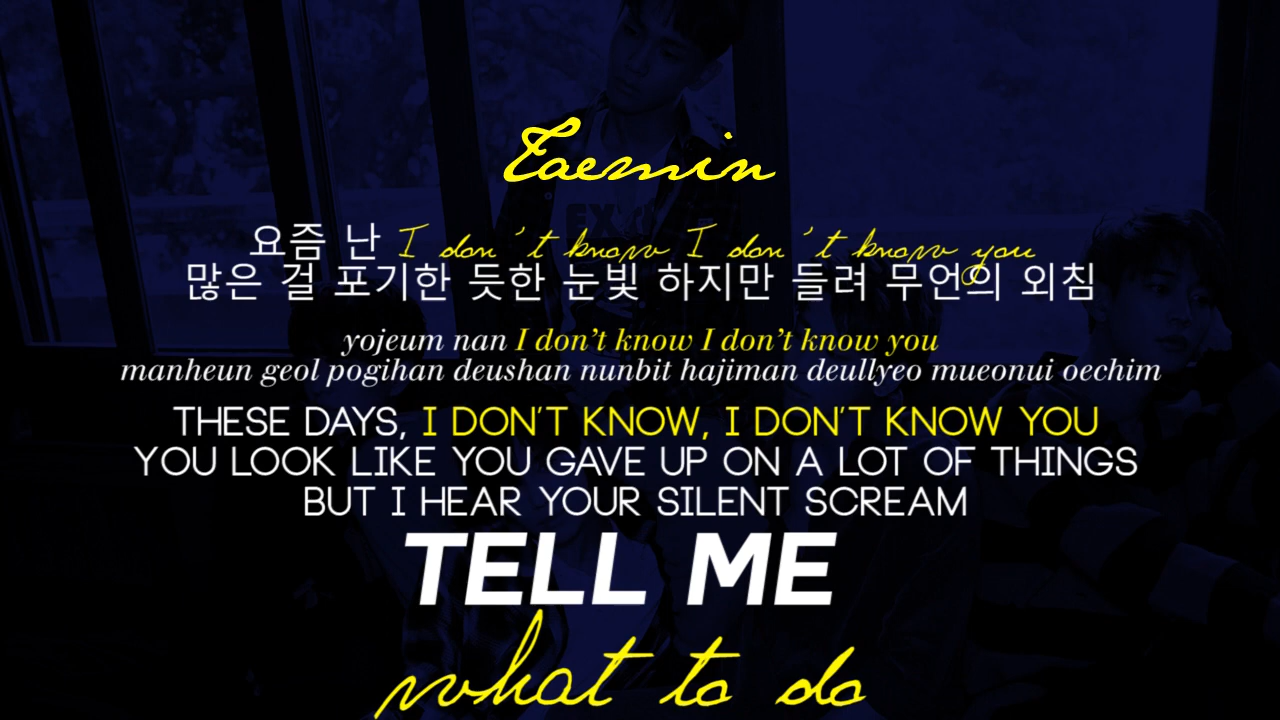 Taemin
요즘 난 I don't know I don't know you
많은 걸 포기한 듯한 눈빛 하지만 들려 무언의 외침
yojeum nan I don't know I don't know you
manheun geol pogihan deushan nunbit hajiman deullyeo mueonui oechim
THESE DAYS, I DON'T KNOW, I DON'T KNOW YOU
YOU LOOK LIKE YOU GAVE UP ON A LOT OF THINGS
BUT I HEAR YOUR SILENT SCREAM
TELL ME
what to do